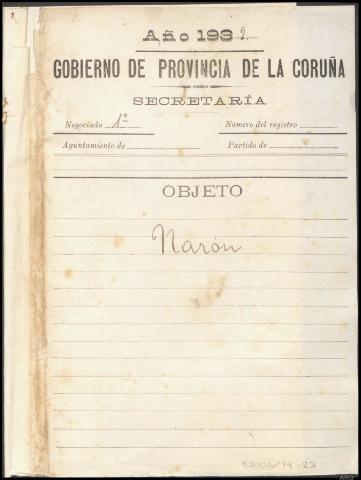 Año 1932
GOBIERNO DE PROVINCIA DE LA CORUÑA
SECRETARÍA
Negociado 1º Número del registro
Ayuntamiento de Partido de
OBJETO
Narón
ARG